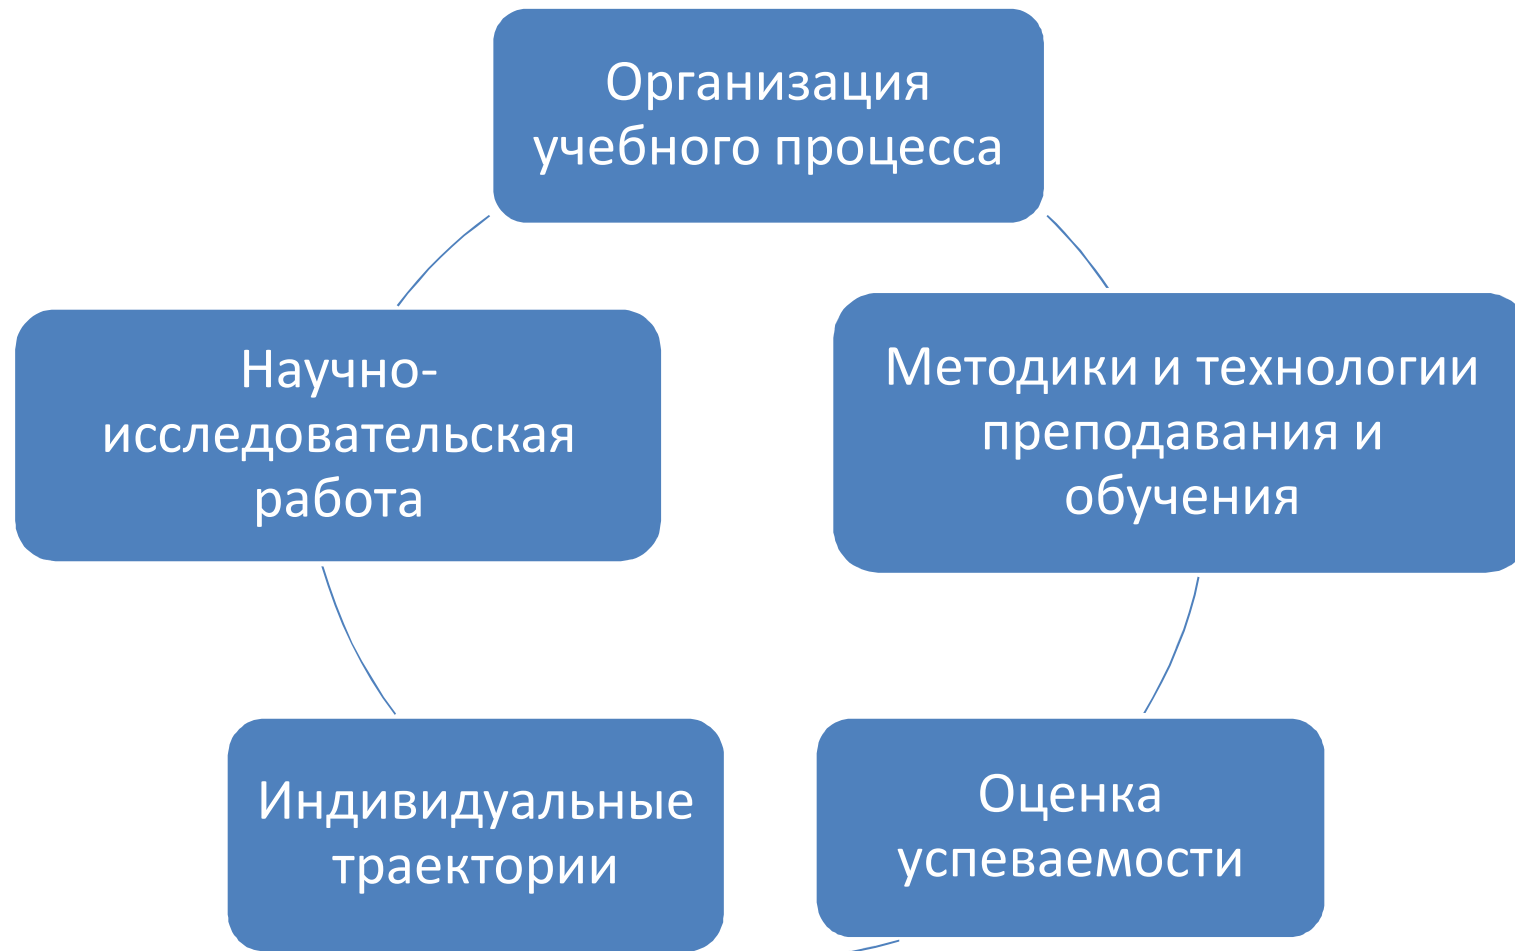 Организация
учебного процесса
Научно-
исследовательская
работа
Методики и технологии
преподавания и
обучения
Индивидуальные
траектории
Оценка
успеваемости